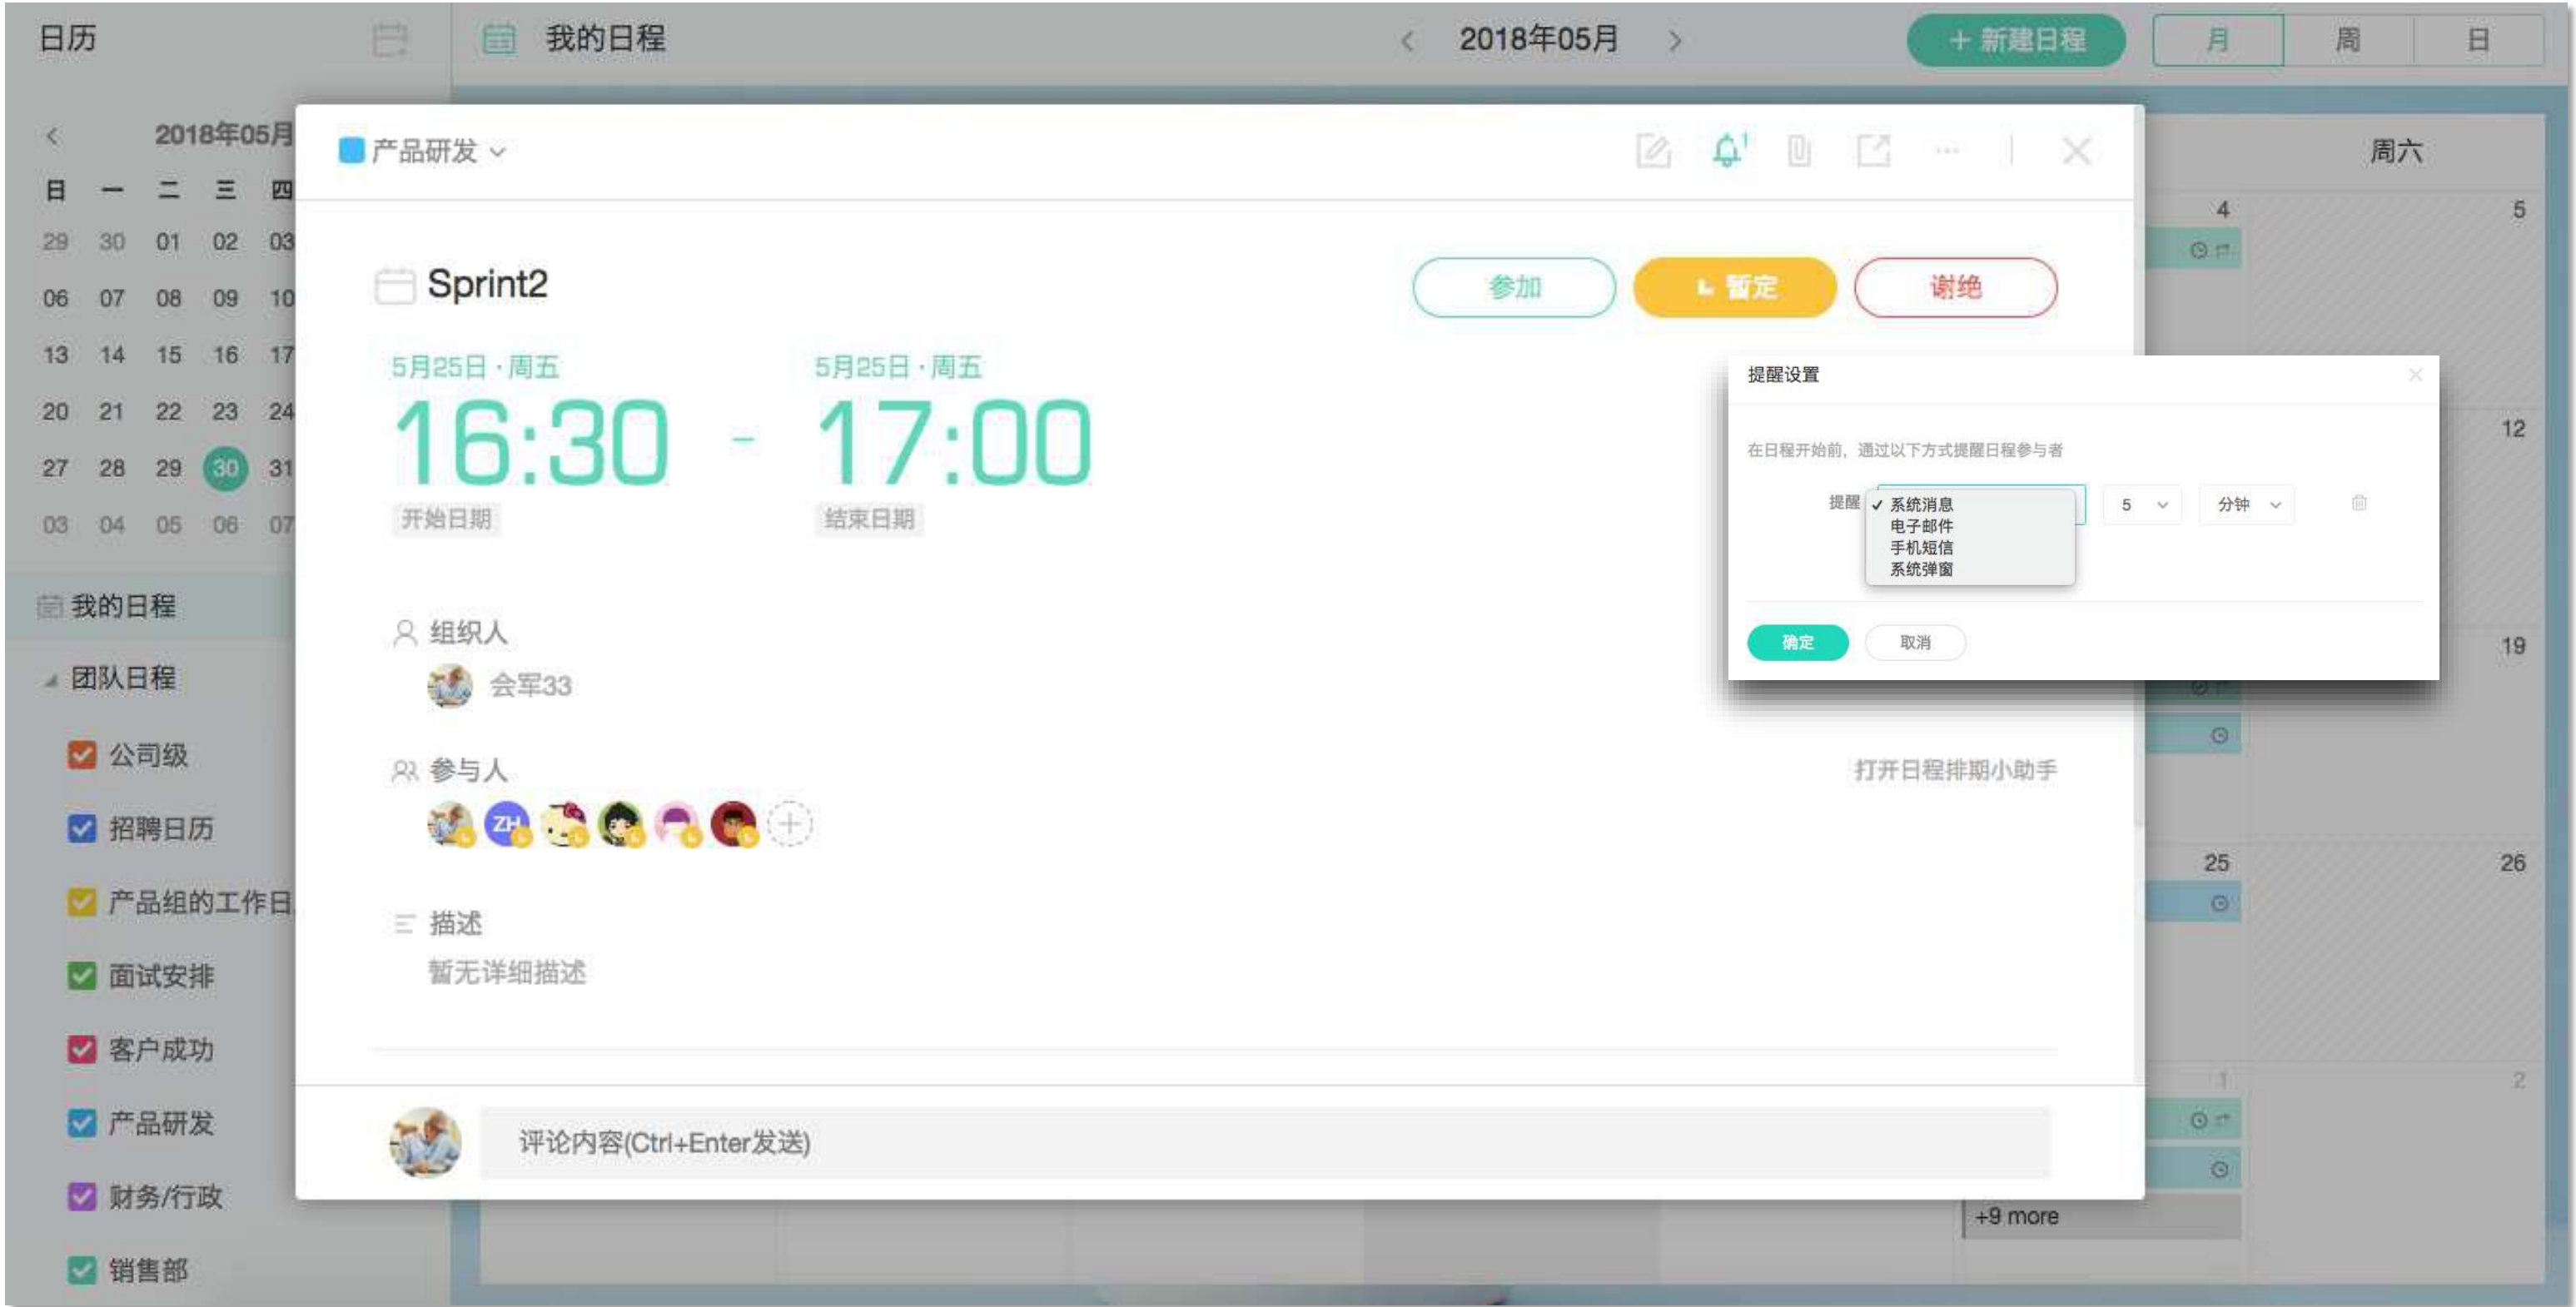 日历
我的日程
2018年05月
+ 新建日程
月 周 日
2018年05月
日 一 二 三 四
29 30 01 02 03
06 07 08 09 10
13 14 15 16 17
20 21 22 23 24
27 28 29 30 31
03 04 05 06 07
我的日程
团队日程
公司级
招聘日历
产品组的工作日
面试安排
客户成功
产品研发
财务/行政
销售部
产品研发
1
Sprint2
参加 暂定 谢绝
5月25日·周五 5月25日·周五
16:30 - 17:00
开始日期 结束日期
组织人
会军33
参与人
打开日程排期小助手
ZH
描述
暂无详细描述
评论内容(Ctrl+Enter发送)
提醒设置
在日程开始前,通过以下方式提醒日程参与者
提醒 系统消息 5 分钟
电子邮件
手机短信
系统弹窗
确定 取消
周六
4 5
12
19
25 26
1 2
+9 more